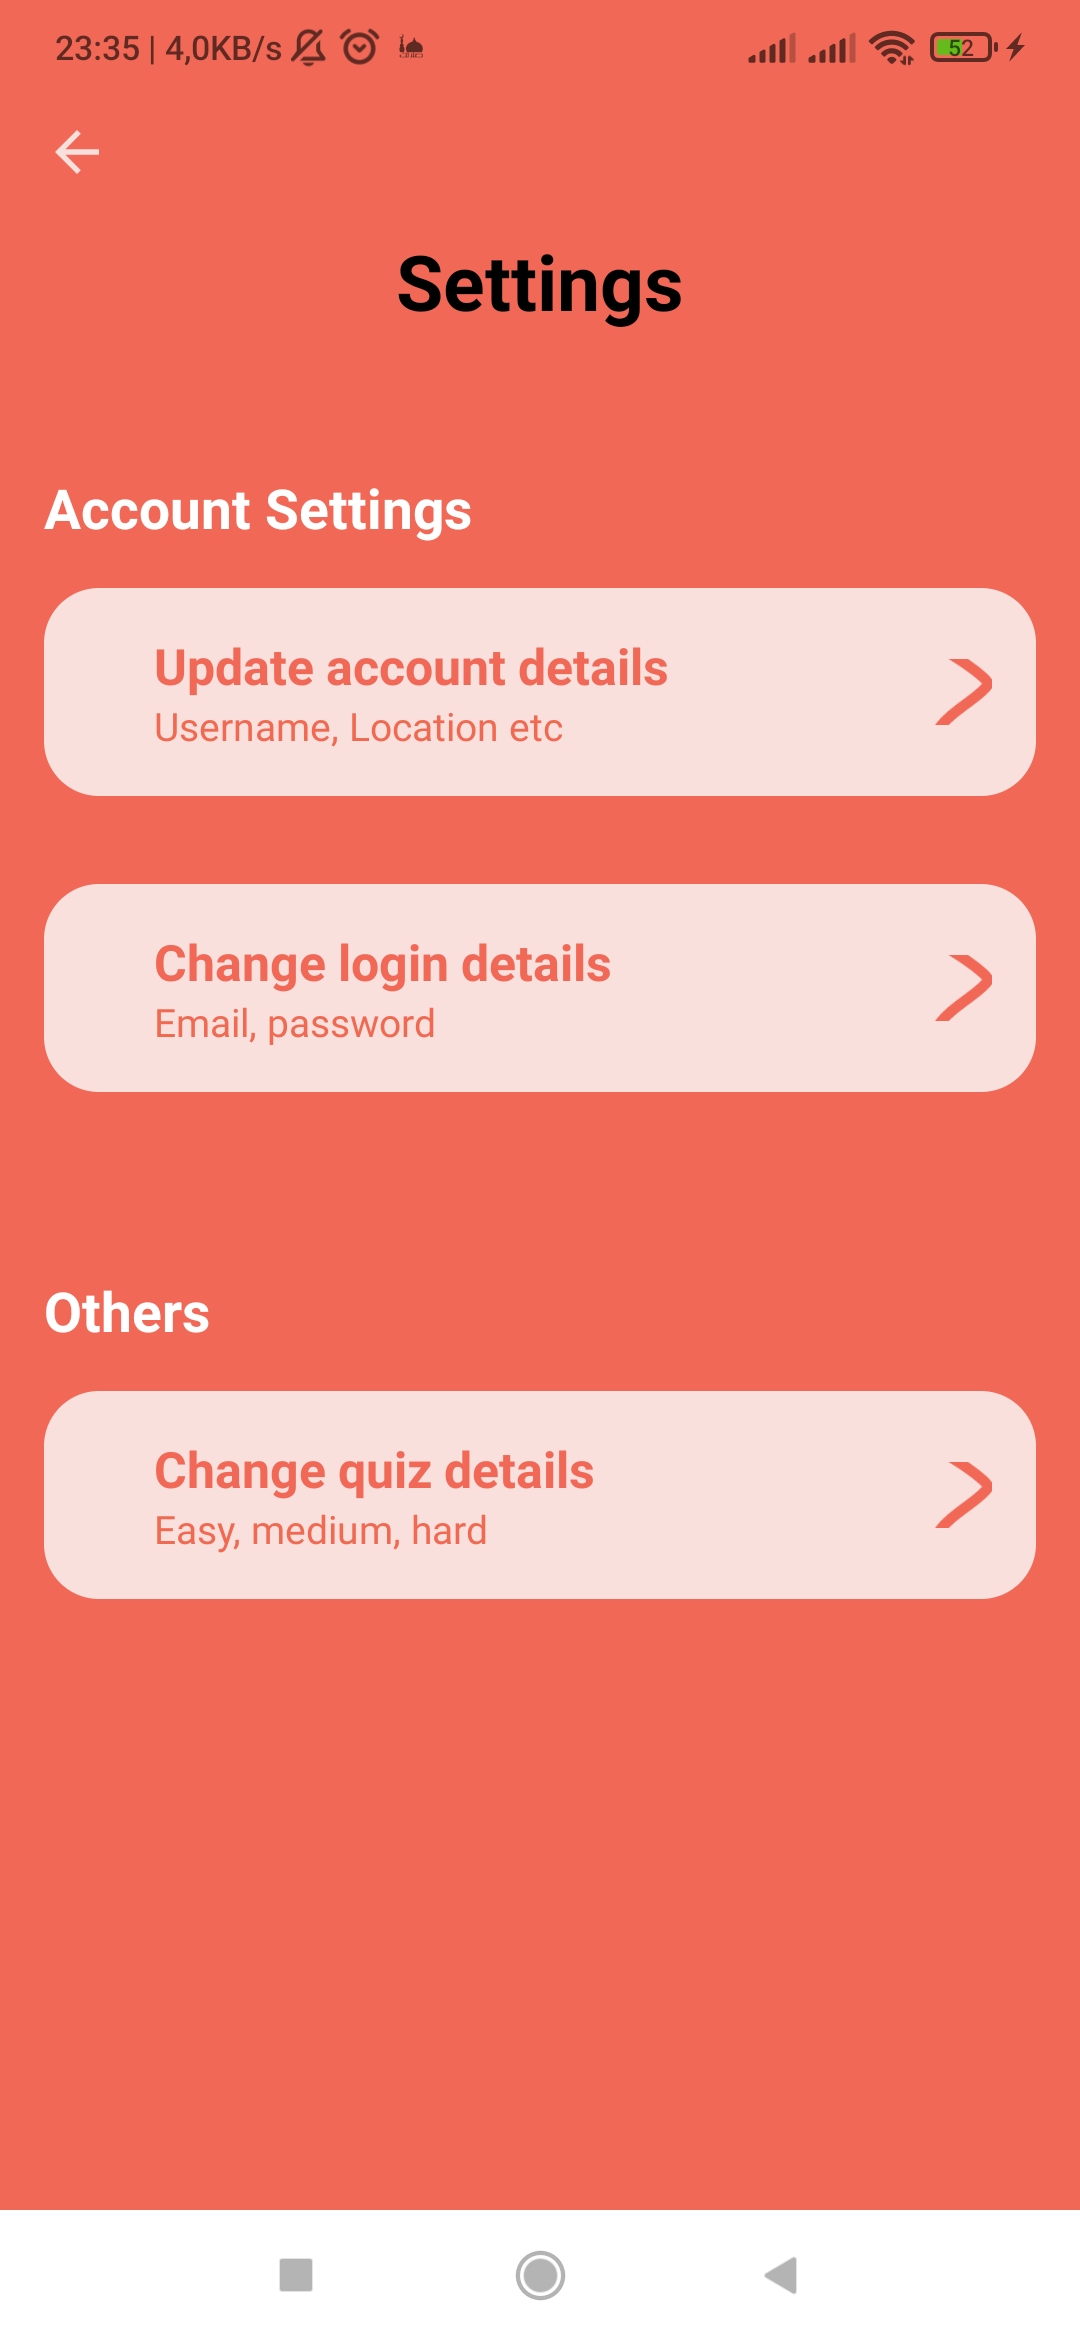 23:35 | 4,0KB/s
52
Settings
Account Settings
Update account details
Username, Location etc
Change login details
Email, password
Others
Change quiz details
Easy, medium, hard